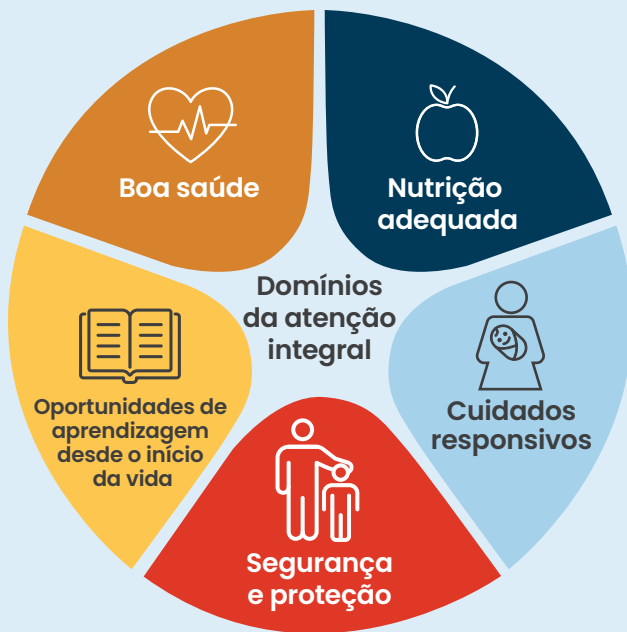 Boa saúde
Nutrição
adequada
Domínios
da atenção
integral
Oportunidades de
aprendizagem
desde o início
da vida
Cuidados
responsivos
Segurança
e proteção